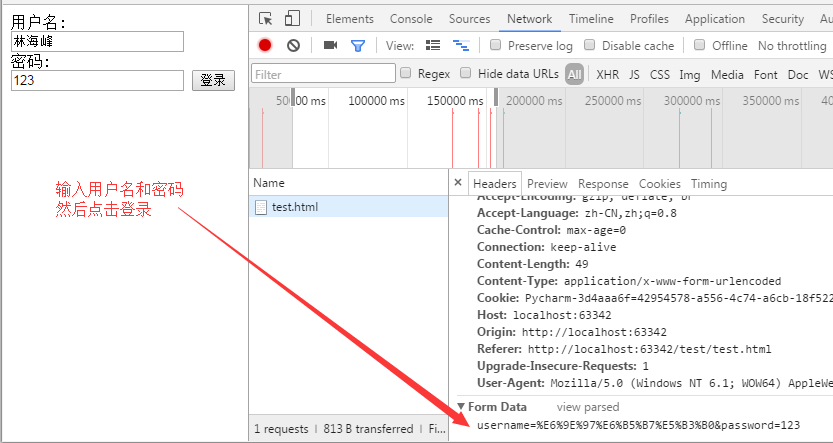 用户名:
林海峰
密码:
123 登录
输入用户名和密码
然后点击登录
Elements Console Sources Network Timeline Profiles Application Security Au
View: Preserve log Disable cache Offline No throttling
Filter Regex Hide data URLs All XHR JS CSS Img Media Font Doc WS
50000 ms 100000 ms 150000 ms 200000 ms 250000 ms 300000 ms 350000 ms 40
Name
test.html
1 requests | 813 B transferred | Fi...
× Headers Preview Response Cookies Timing
Accept-Encoding: gzip, deflate, br
Accept-Language: zh-CN,zh;q=0.8
Cache-Control: max-age=0
Connection: keep-alive
Content-Length: 49
Content-Type: application/x-www-form-urlencoded
Cookie: Pycharm-3d4aaa6f=42954578-a556-4c74-a6cb-18f522
Host: localhost:63342
Origin: http://localhost:63342
Referer: http://localhost:63342/test/test.html
Upgrade-Insecure-Requests: 1
User-Agent: Mozilla/5.0 (Windows NT 6.1; WOW64) AppleWe
Form Data view parsed
username=%E6%9E%97%E6%B5%B7%E5%B3%B0&password=123